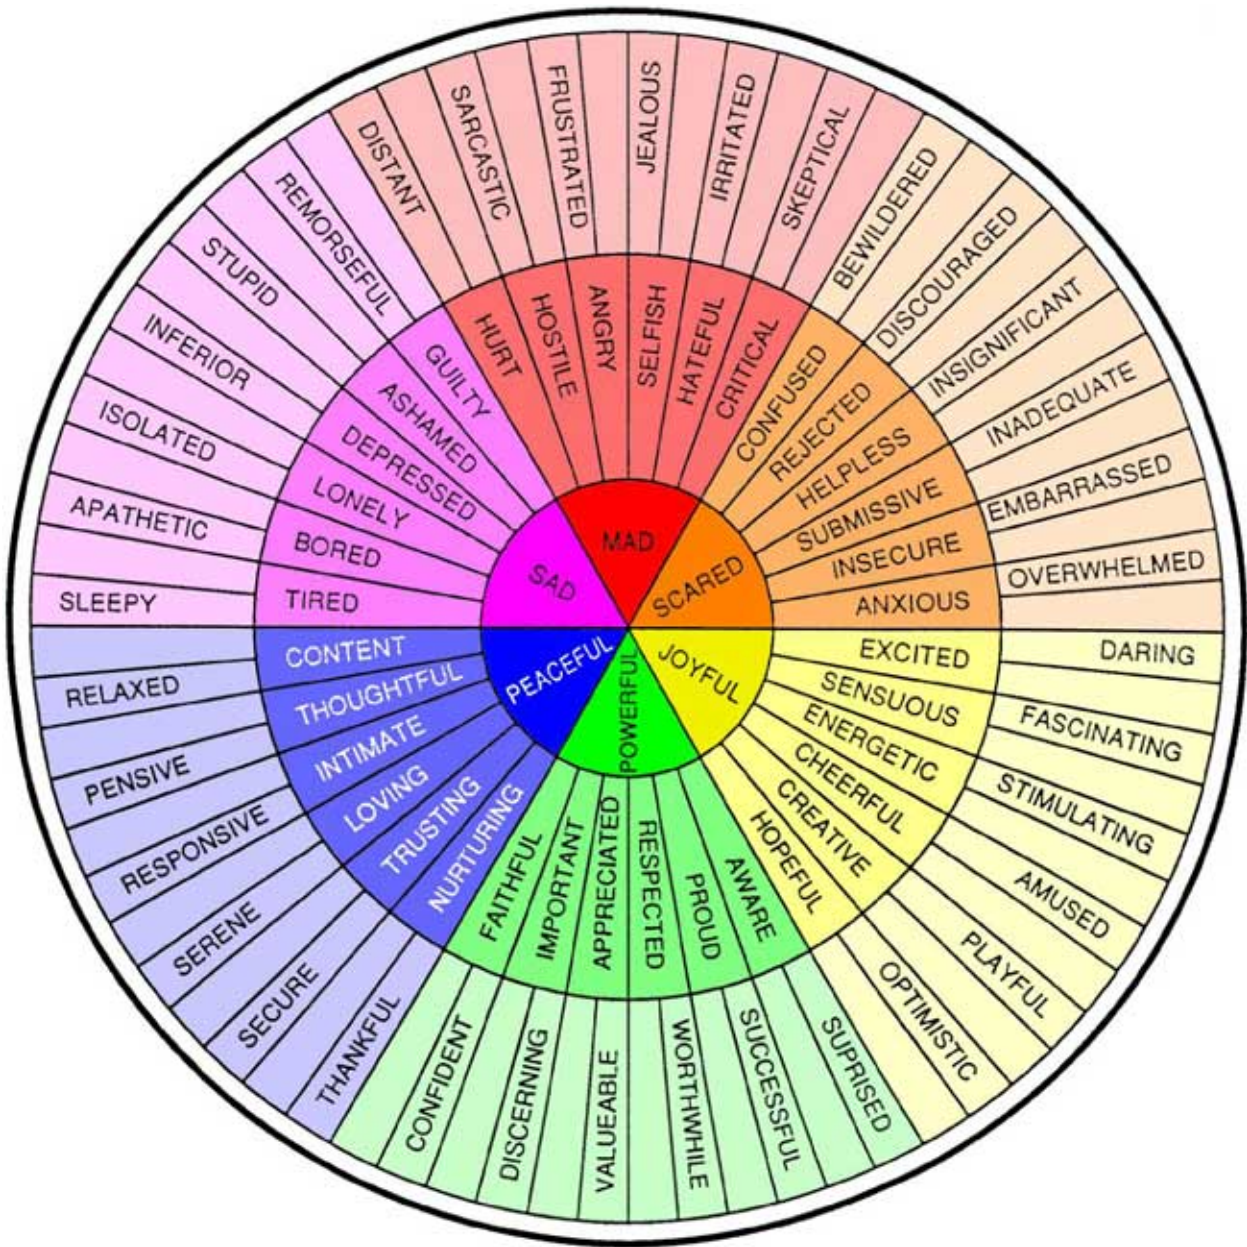 MAD
SCARED
JOYFUL
POWERFUL
PEACEFUL
SAD
HURT
HOSTILE
ANGRY
SELFISH
HATEFUL
CRITICAL
CONFUSED
REJECTED
HELPLESS
SUBMISSIVE
INSECURE
ANXIOUS
EXCITED
SENSUOUS
ENERGETIC
CHEERFUL
CREATIVE
HOPEFUL
AWARE
PROUD
RESPECTED
APPRECIATED
IMPORTANT
FAITHFUL
NURTURING
TRUSTING
LOVING
INTIMATE
THOUGHTFUL
CONTENT
TIRED
BORED
LONELY
DEPRESSED
ASHAMED
GUILTY
DISTANT
SARCASTIC
FRUSTRATED
JEALOUS
IRRITATED
SKEPTICAL
BEWILDERED
DISCOURAGED
INSIGNIFICANT
INADEQUATE
EMBARRASSED
OVERWHELMED
DARING
FASCINATING
STIMULATING
AMUSED
PLAYFUL
OPTIMISTIC
SUPRISED
SUCCESSFUL
WORTHWHILE
VALUEABLE
DISCERNING
CONFIDENT
THANKFUL
SECURE
SERENE
RESPONSIVE
PENSIVE
RELAXED
SLEEPY
APATHETIC
ISOLATED
INFERIOR
STUPID
REMORSEFUL